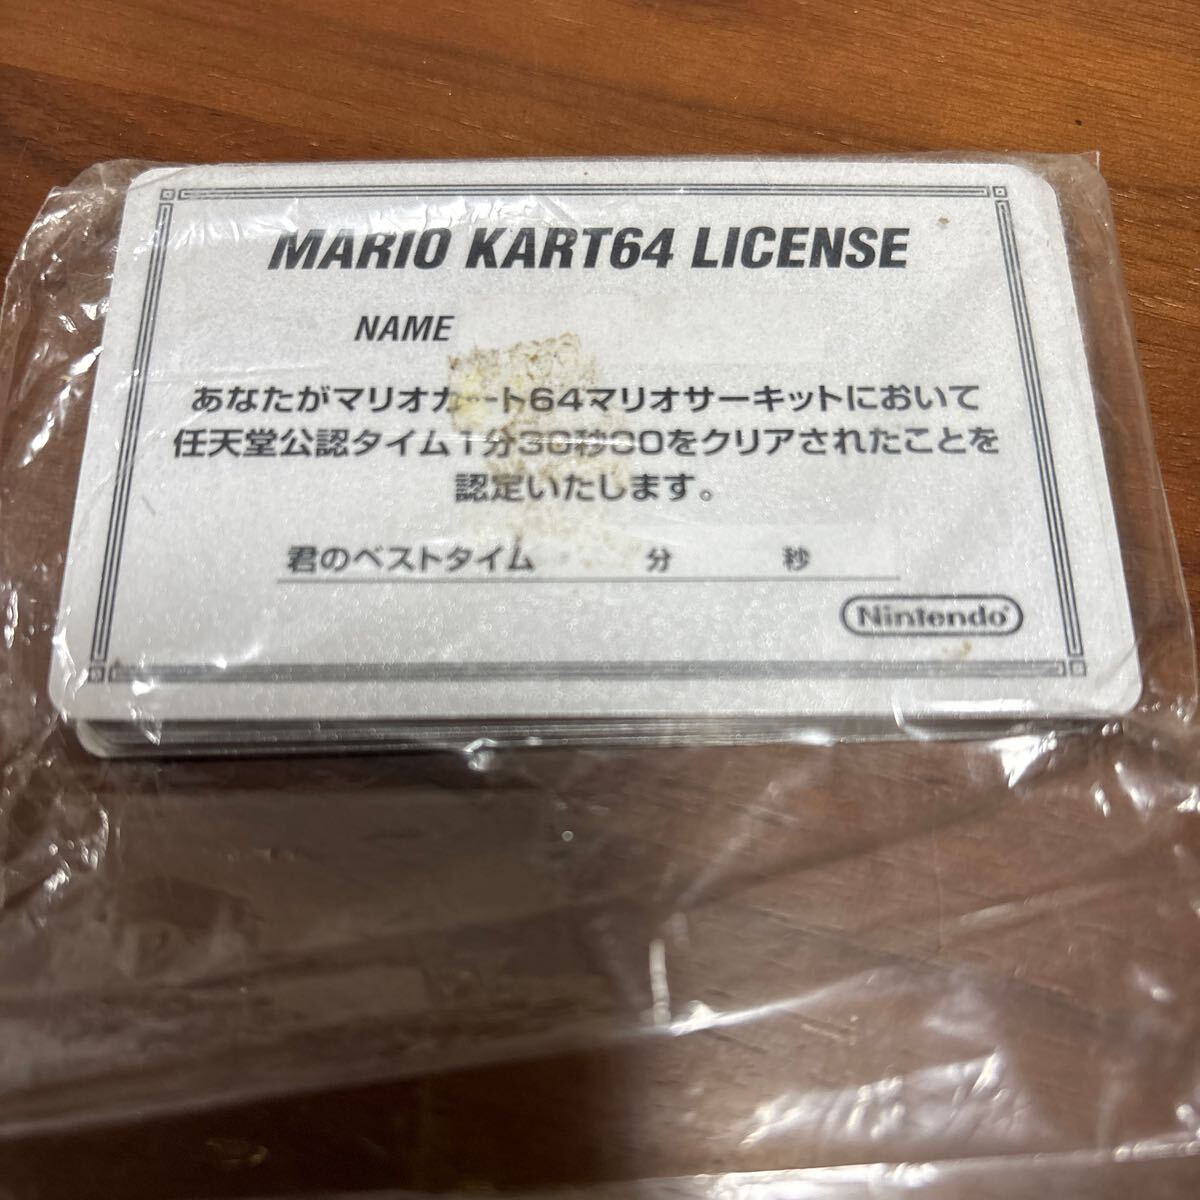 MARIO KART64 LICENSE
NAME
あなたがマリオカート64マリオサーキットにおいて
任天堂公認タイム1分30秒00をクリアされたことを
認定いたします。
君のベストタイム 分 秒
Nintendo